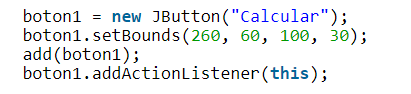 boton1 = new JButton("Calcular");
boton1.setBounds(260, 60, 100, 30);
add(boton1);
boton1.addActionListener(this);